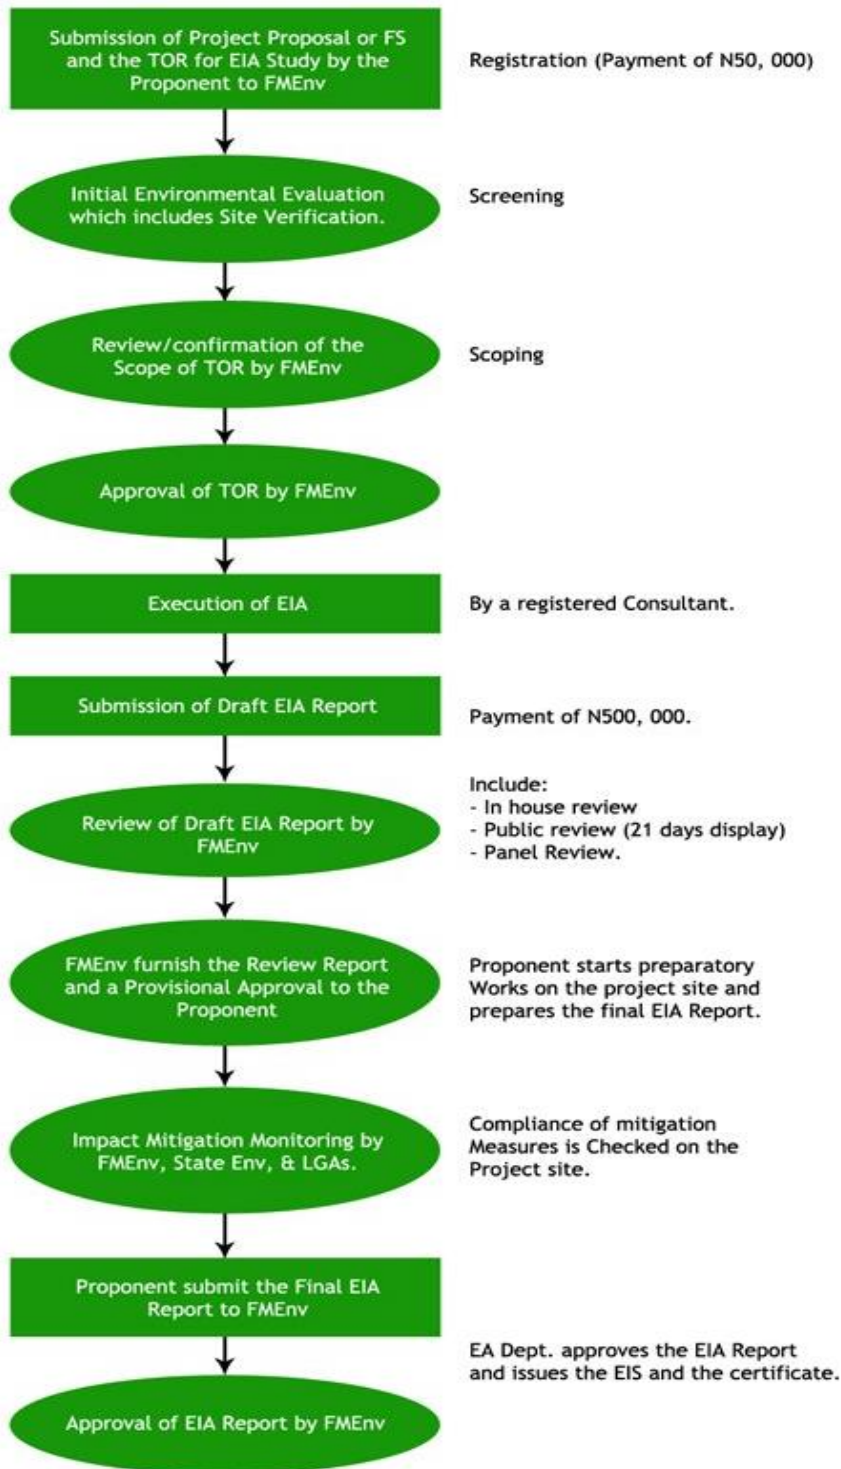 Submission of Project Proposal or FS
and the TOR for EIA Study by the
Proponent to FMEnv
Registration (Payment of N50, 000)
Initial Environmental Evaluation
which includes Site Verification.
Screening
Review/confirmation of the
Scope of TOR by FMEnv
Scoping
Approval of TOR by FMEnv
Execution of EIA
By a registered Consultant.
Submission of Draft EIA Report
Payment of N500, 000.
Review of Draft EIA Report by
FMEnv
Include:
- In house review
- Public review (21 days display)
- Panel Review.
FMEnv furnish the Review Report
and a Provisional Approval to the
Proponent
Proponent starts preparatory
Works on the project site and
prepares the final EIA Report.
Impact Mitigation Monitoring by
FMEnv, State Env, & LGAs.
Compliance of mitigation
Measures is Checked on the
Project site.
Proponent submit the Final EIA
Report to FMEnv
EA Dept. approves the EIA Report
and issues the EIS and the certificate.
Approval of EIA Report by FMEnv